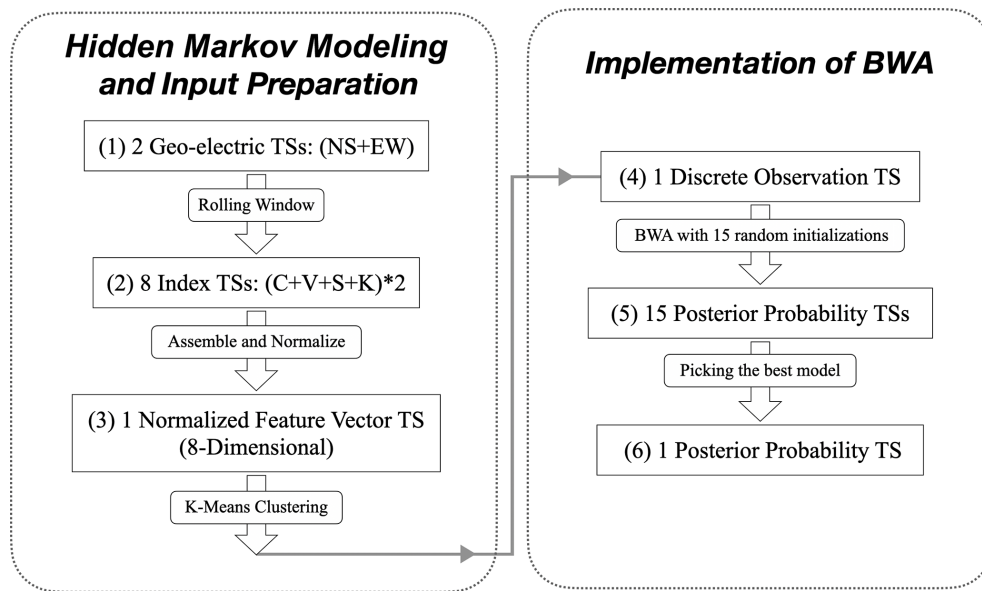 Hidden Markov Modeling
and Input Preparation
(1) 2 Geo-electric TSs: (NS+EW)
Rolling Window
(2) 8 Index TSs: (C+V+S+K)*2
Assemble and Normalize
(3) 1 Normalized Feature Vector TS
(8-Dimensional)
K-Means Clustering
Implementation of BWA
(4) 1 Discrete Observation TS
BWA with 15 random initializations
(5) 15 Posterior Probability TSs
Picking the best model
(6) 1 Posterior Probability TS